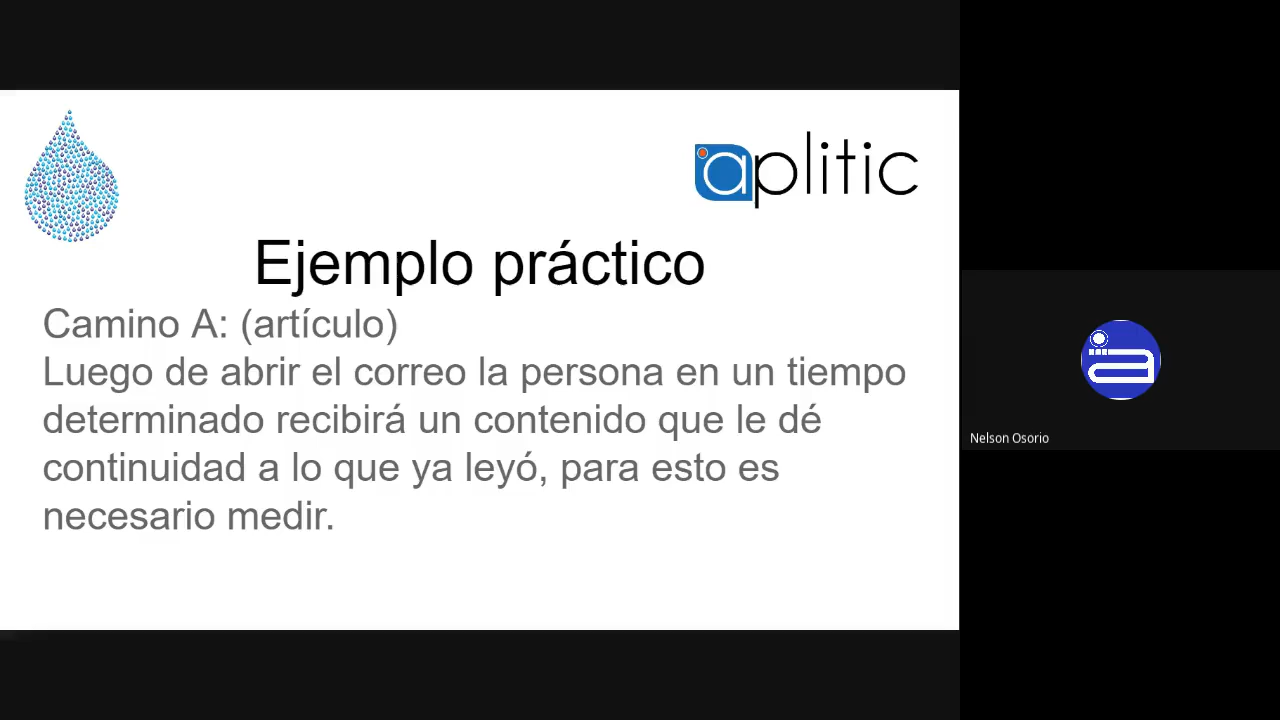 aplitic
Ejemplo práctico
Camino A: (artículo)
Luego de abrir el correo la persona en un tiempo
determinado recibirá un contenido que le dé
continuidad a lo que ya leyó, para esto es
necesario medir.
Nelson Osorio